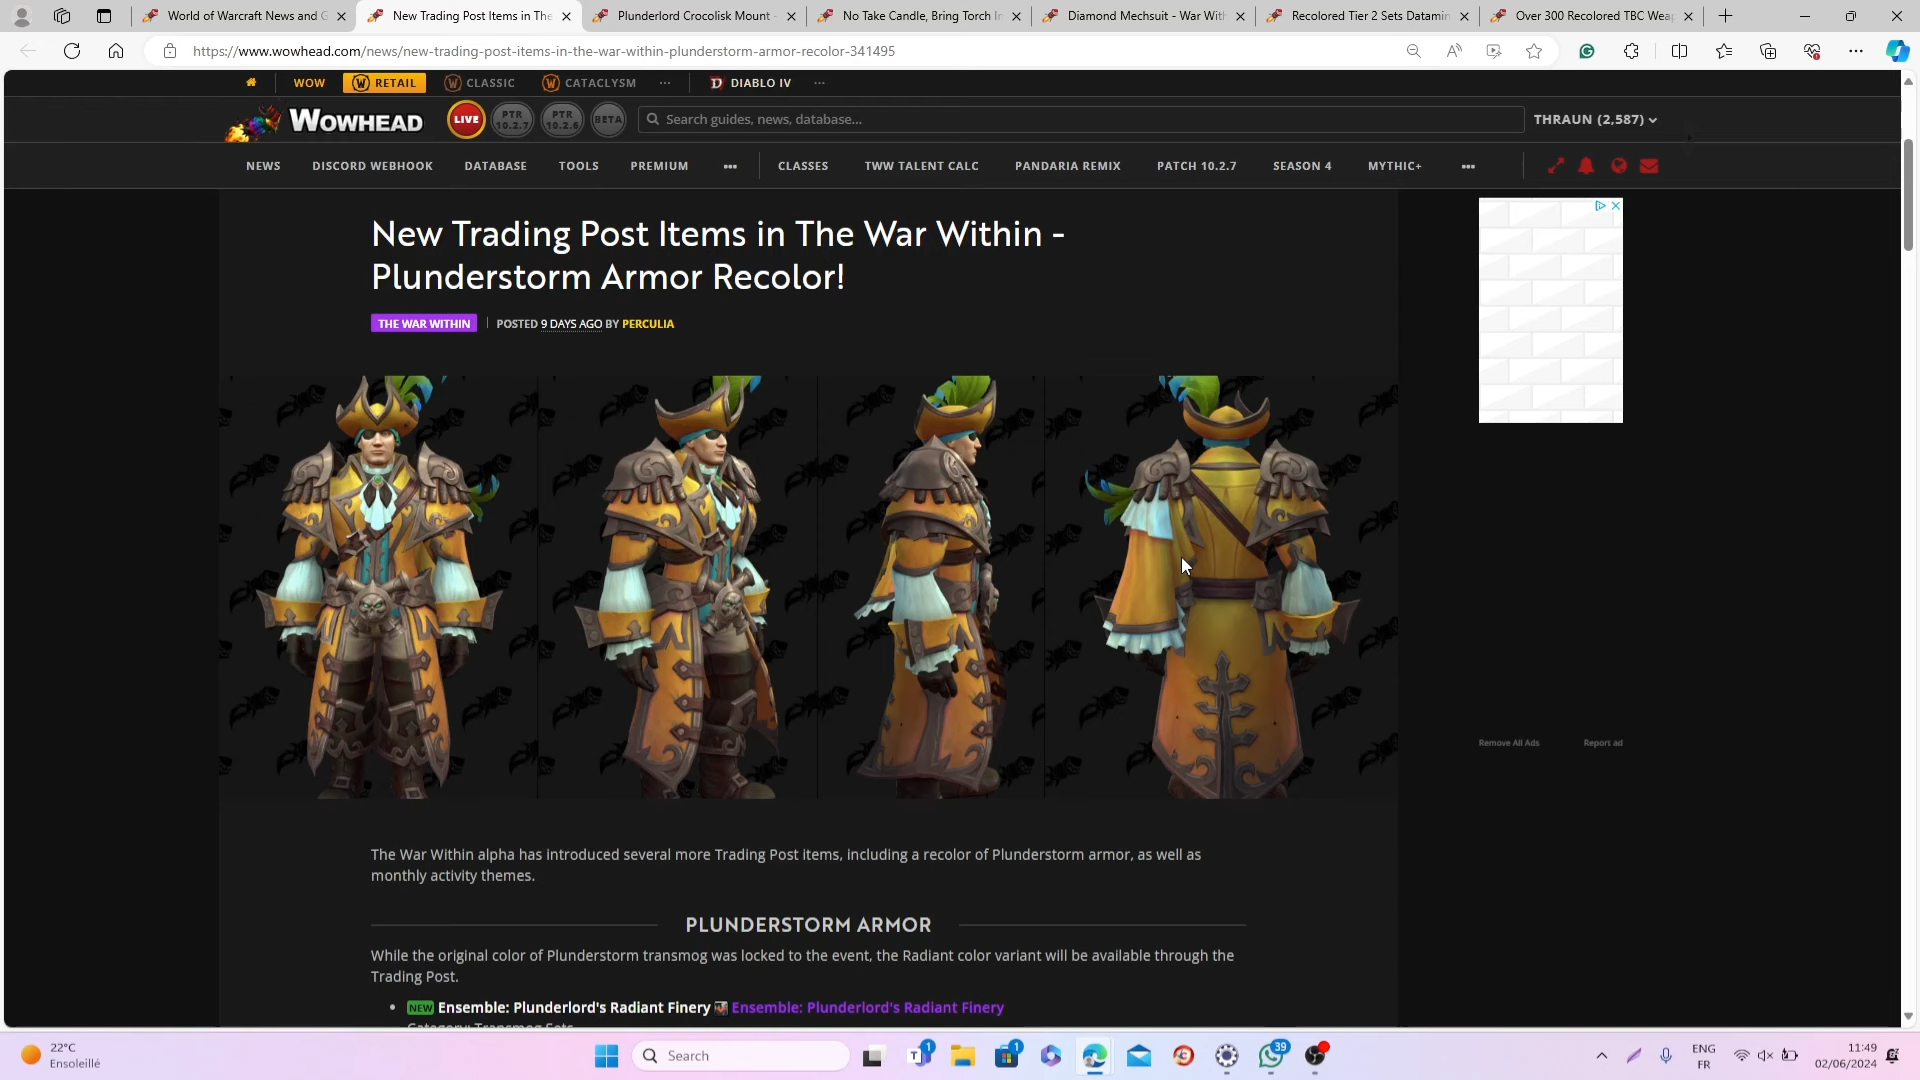 World of Warcraft News and G
New Trading Post Items in The
Plunderlord Crocolisk Mount -
No Take Candle, Bring Torch In
Diamond Mechsuit - War With
Recolored Tier 2 Sets Datamin
Over 300 Recolored TBC Weap
https://www.wowhead.com/news/new-trading-post-items-in-the-war-within-plunderstorm-armor-recolor-341495
WOW RETAIL CLASSIC CATACLYSM ... DIABLO IV ...
WOWHEAD LIVE PTR 10.2.7 PTR 10.2.6 BETA Search guides, news, database... THRAUN (2,587)
NEWS DISCORD WEBHOOK DATABASE TOOLS PREMIUM ... CLASSES TWW TALENT CALC PANDARIA REMIX PATCH 10.2.7 SEASON 4 MYTHIC+ ...
New Trading Post Items in The War Within -
Plunderstorm Armor Recolor!
THE WAR WITHIN | POSTED 9 DAYS AGO BY PERCULIA
Remove All Ads Report ad
The War Within alpha has introduced several more Trading Post items, including a recolor of Plunderstorm armor, as well as
monthly activity themes.
PLUNDERSTORM ARMOR
While the original color of Plunderstorm transmog was locked to the event, the Radiant color variant will be available through the
Trading Post.
• NEW Ensemble: Plunderlord's Radiant Finery Ensemble: Plunderlord's Radiant Finery
Category: Transmog Sets
22°C
Ensoleillé
Search
1
1
39
ENG
FR
11:49
02/06/2024